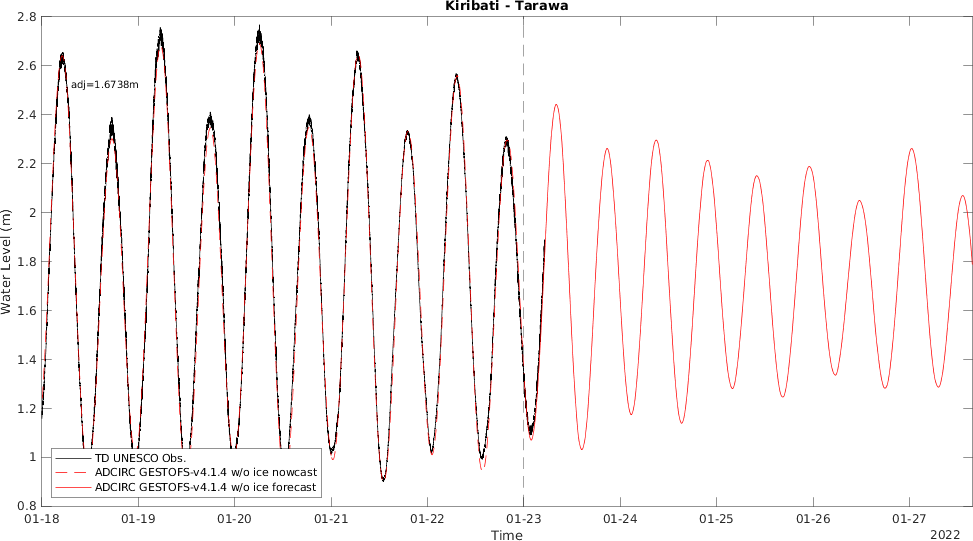 Kiribati - Tarawa
adj=1.6738m
Water Level (m)
2.8
2.6
2.4
2.2
2
1.8
1.6
1.4
1.2
1
0.8
TD UNESCO Obs.
ADCIRC GESTOFS-v4.1.4 w/o ice nowcast
ADCIRC GESTOFS-v4.1.4 w/o ice forecast
01-18 01-19 01-20 01-21 01-22 01-23 01-24 01-25 01-26 01-27
Time
2022